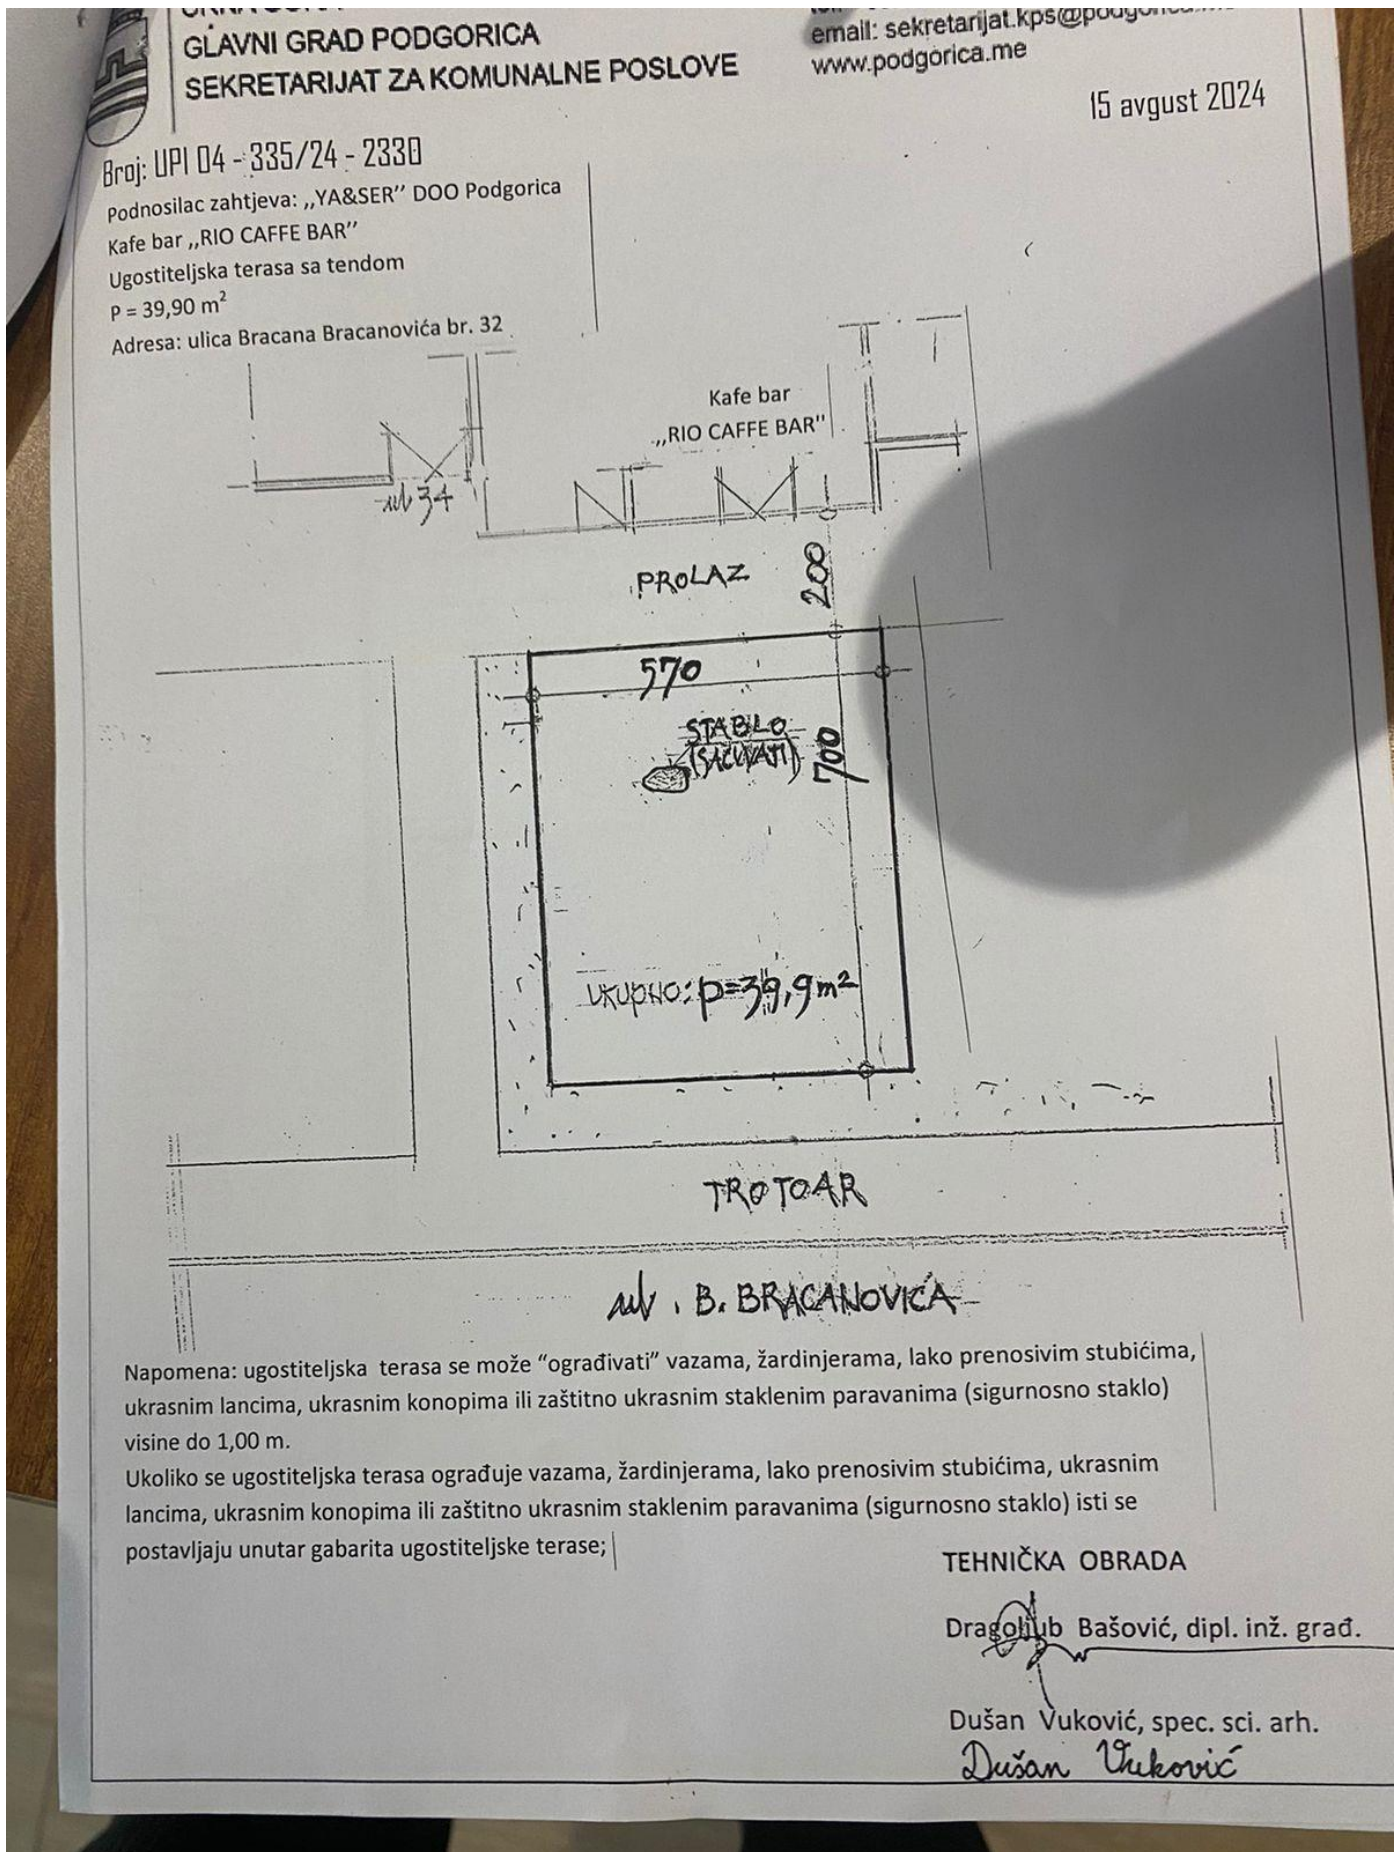 GLAVNI GRAD PODGORICA
SEKRETARIJAT ZA KOMUNALNE POSLOVE
email: sekretarijat.kps@podgorica.m
www.podgorica.me
15 avgust 2024
Broj: UPI 04 - 335/24 - 2330
Podnosilac zahtjeva: ,,YA&SER'' DOO Podgorica
Kafe bar ,,RIO CAFFE BAR''
Ugostiteljska terasa sa tendom
P = 39,90 m²
Adresa: ulica Bracana Bracanovića br. 32
Kafe bar
,,RIO CAFFE BAR''
34
PROLAZ
200
570
STABLO
(SAČUVATI)
700
UKUPNO: p=39,9m²
TROTOAR
ul. B. BRACANOVIĆA
Napomena: ugostiteljska terasa se može “ograđivati” vazama, žardinjerama, lako prenosivim stubićima,
ukrasnim lancima, ukrasnim konopima ili zaštitno ukrasnim staklenim paravanima (sigurnosno staklo)
visine do 1,00 m.
Ukoliko se ugostiteljska terasa ograđuje vazama, žardinjerama, lako prenosivim stubićima, ukrasnim
lancima, ukrasnim konopima ili zaštitno ukrasnim staklenim paravanima (sigurnosno staklo) isti se
postavljaju unutar gabarita ugostiteljske terase;
TEHNIČKA OBRADA
Dragoljub Bašović, dipl. inž. građ.
Dušan Vuković, spec. sci. arh.
Dušan Vuković